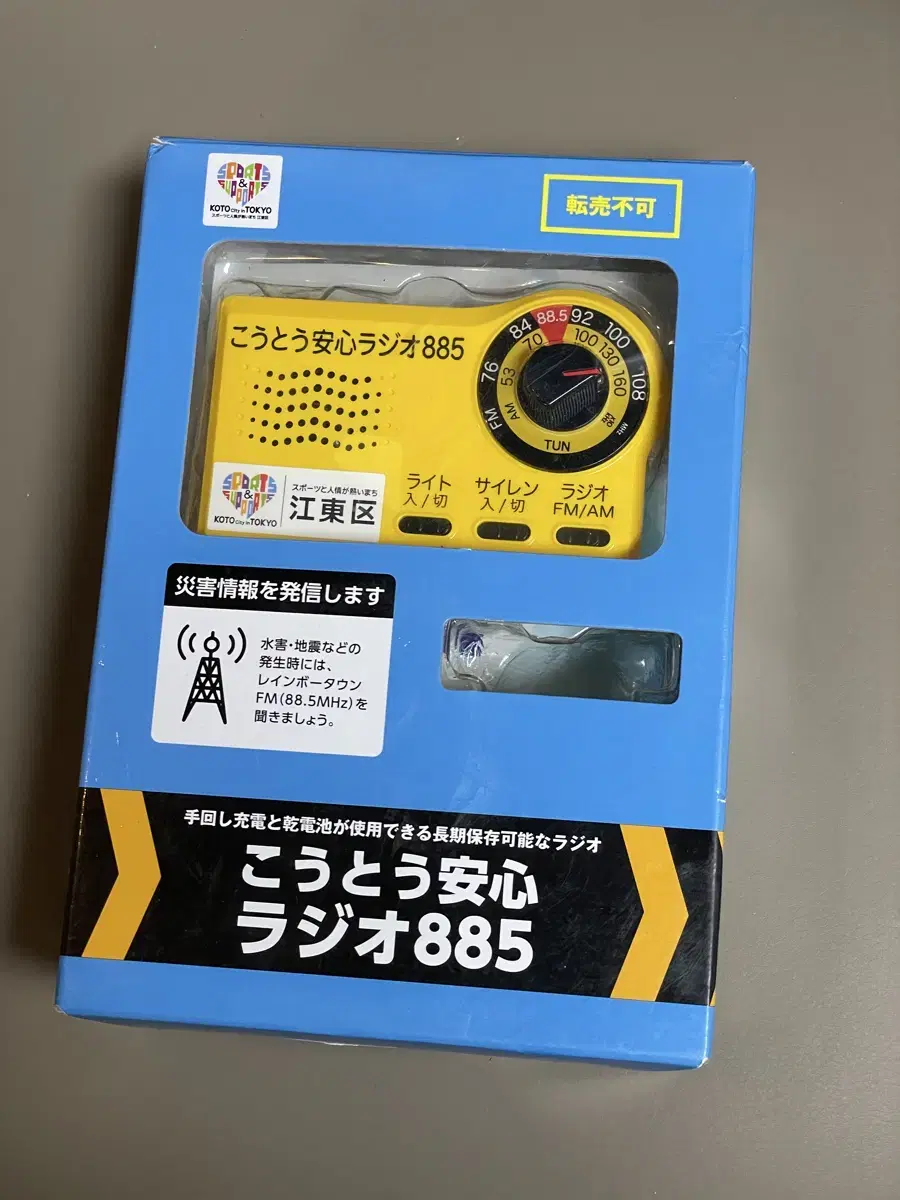 SPORTS
&
SUPPORTS
KOTO City in TOKYO
スポーツと人情が熱いまち 江東区
転売不可
こうとう安心ラジオ885
FM 76 84 88.5 92 100 108 MHz
AM 53 70 100 130 160
TUN
SPORTS
&
SUPPORTS
KOTO City in TOKYO
スポーツと人情が熱いまち
江東区
ライト
入/切
サイレン
入/切
ラジオ
FM/AM
災害情報を発信します
水害・地震などの
発生時には、
レインボータウン
FM(88.5MHz)を
聞きましょう。
手回し充電と乾電池が使用できる長期保存可能なラジオ
こうとう安心
ラジオ885